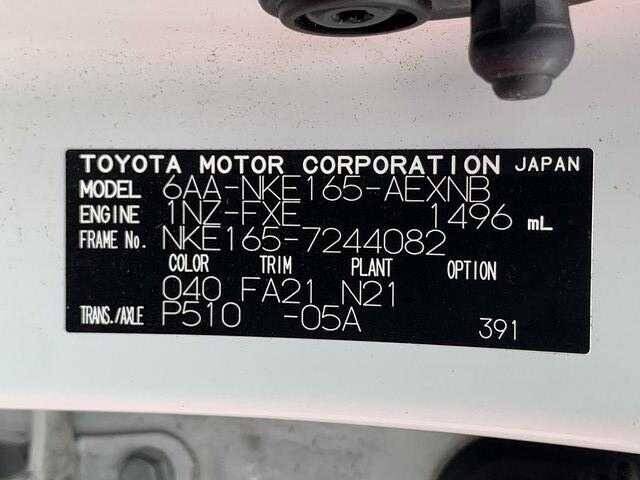 TOYOTA MOTOR CORPORATION JAPAN
MODEL 6AA-NKE165-AEXNB
ENGINE 1NZ-FXE 1496 mL
FRAME No. NKE165-7244082
COLOR TRIM PLANT OPTION
040 FA21 N21
TRANS./AXLE P510 -05A 391